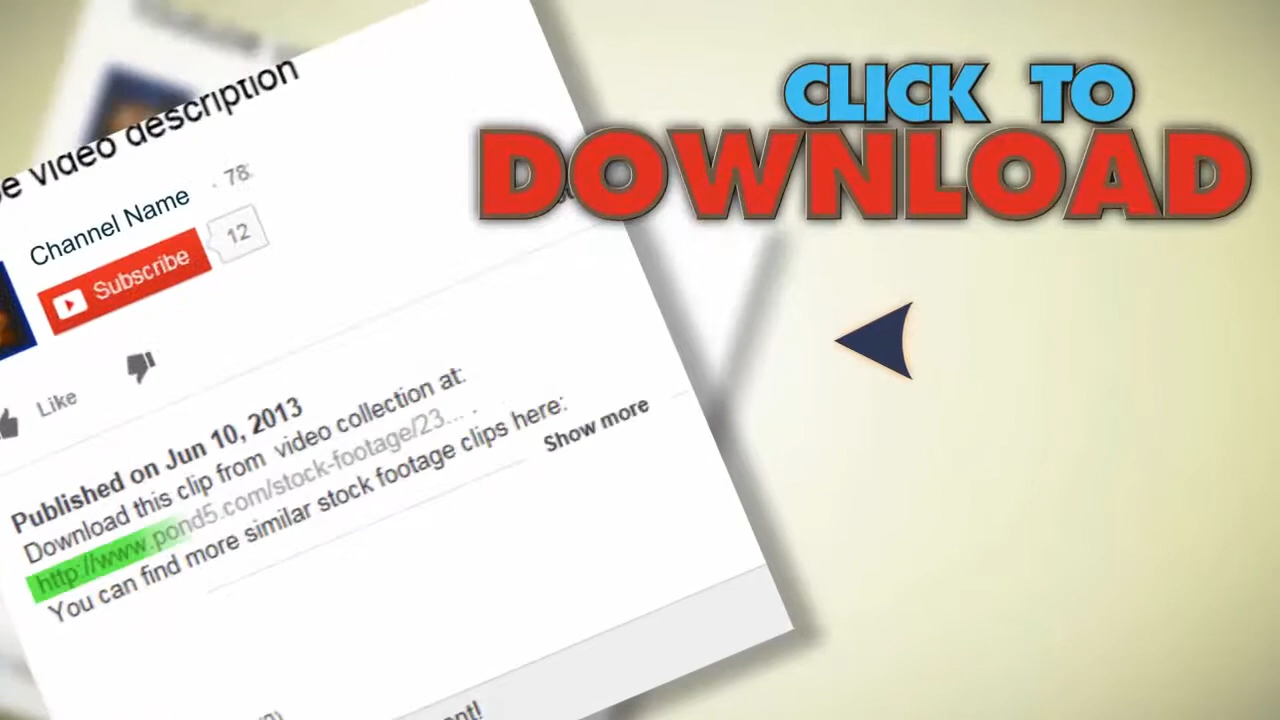 CLICK TO
DOWNLOAD
video description
Channel Name
78
Subscribe
12
Like
Published on Jun 10, 2013
Download this clip from video collection at:
http://www.pond5.com/stock-footage/23...
You can find more similar stock footage clips here:
Show more